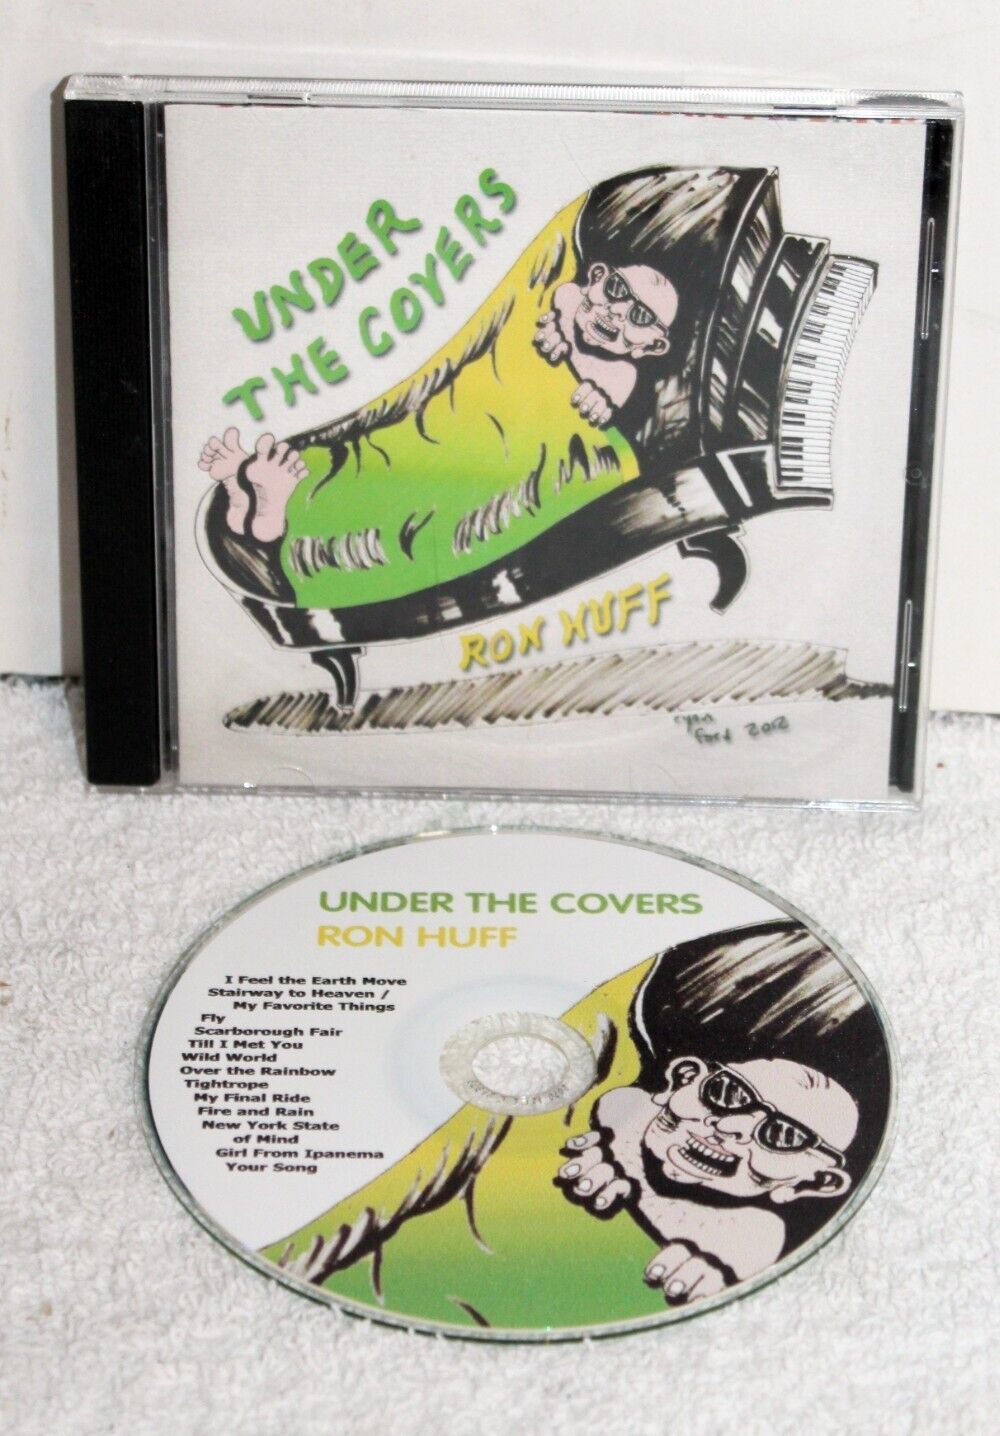 UNDER
THE COVERS
RON HUFF
ryan
ford 2012
UNDER THE COVERS
RON HUFF
I Feel the Earth Move
Stairway to Heaven /
My Favorite Things
Fly
Scarborough Fair
Till I Met You
Wild World
Over the Rainbow
Tightrope
My Final Ride
Fire and Rain
New York State
of Mind
Girl From Ipanema
Your Song